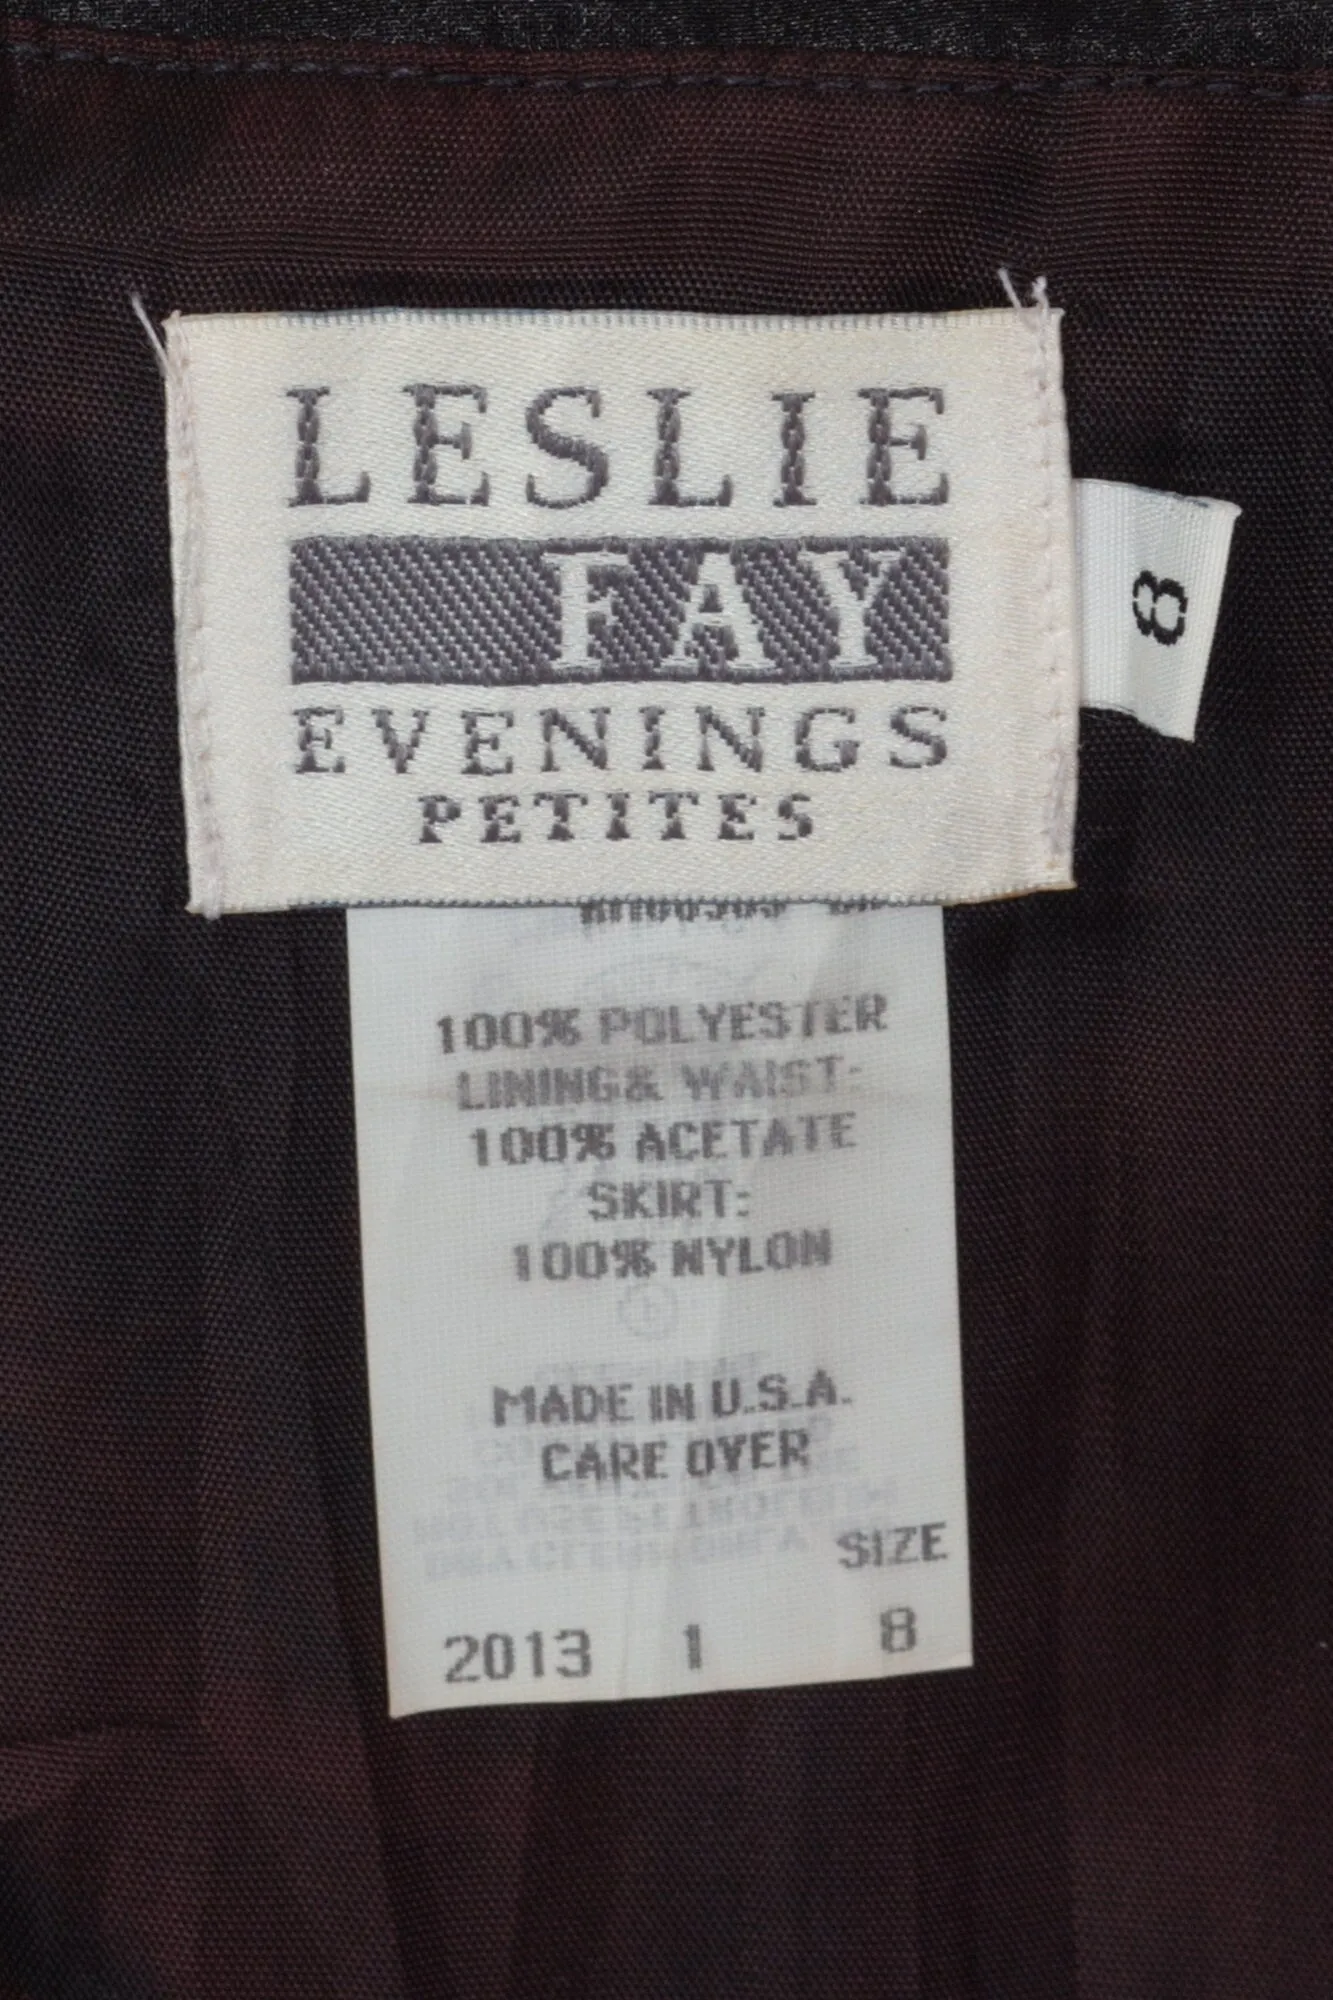 LESLIE
FAY
EVENINGS
PETITES
8
100% POLYESTER
LINING& WAIST:
100% ACETATE
SKIRT:
100% NYLON
MADE IN U.S.A.
CARE OVER
SIZE
2013 1 8